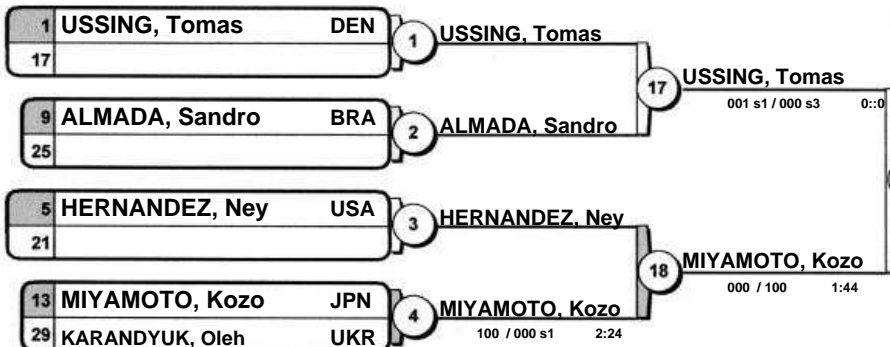 1 USSING, Tomas DEN
17
1
USSING, Tomas
9 ALMADA, Sandro BRA
25
2
ALMADA, Sandro
17
USSING, Tomas
001 s1 / 000 s3 0::0
5 HERNANDEZ, Ney USA
21
3
HERNANDEZ, Ney
13 MIYAMOTO, Kozo JPN
29 KARANDYUK, Oleh UKR
4
MIYAMOTO, Kozo
100 / 000 s1 2:24
18
MIYAMOTO, Kozo
000 / 100 1:44